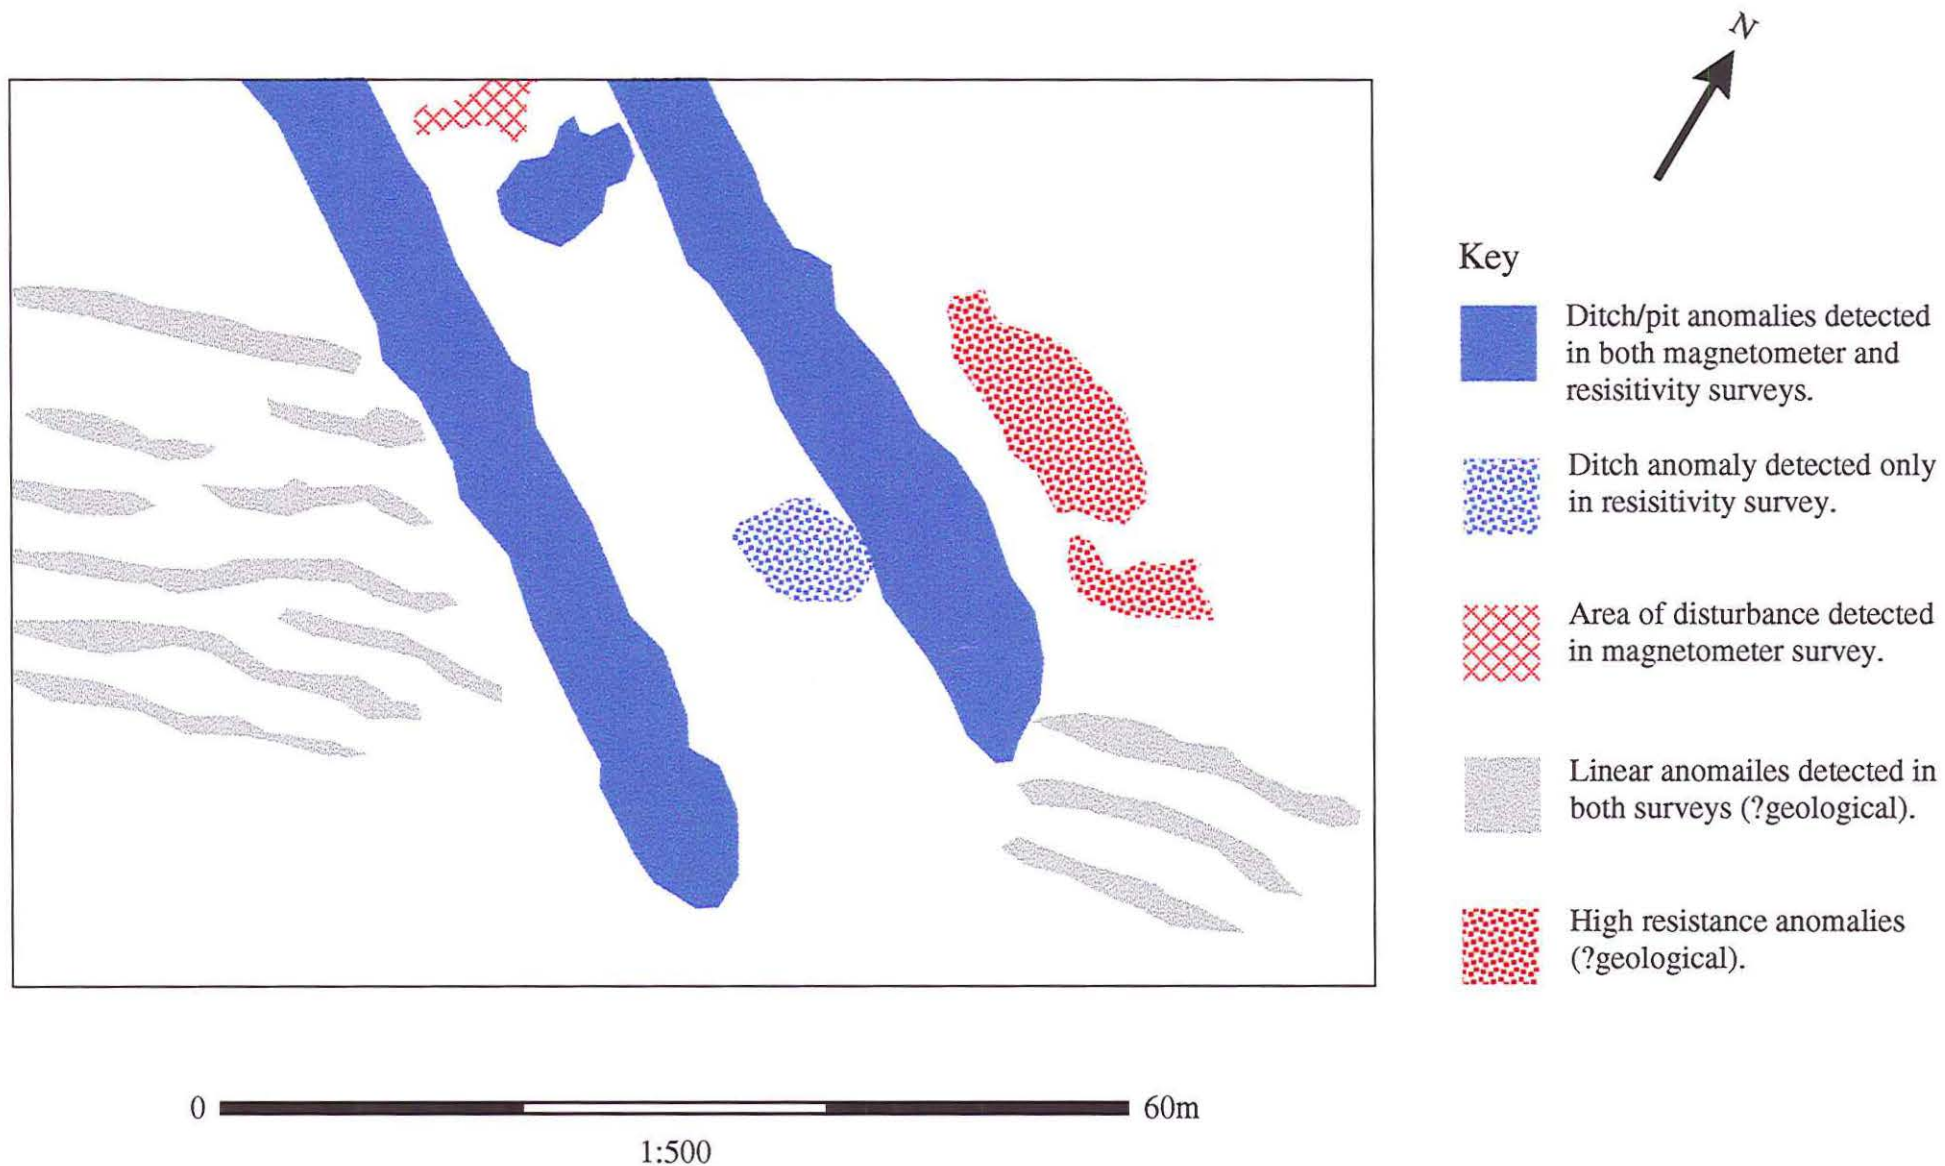 N
Key
Ditch/pit anomalies detected
in both magnetometer and
resisitivity surveys.
Ditch anomaly detected only
in resisitivity survey.
Area of disturbance detected
in magnetometer survey.
Linear anomailes detected in
both surveys (?geological).
High resistance anomalies
(?geological).
0 60m
1:500